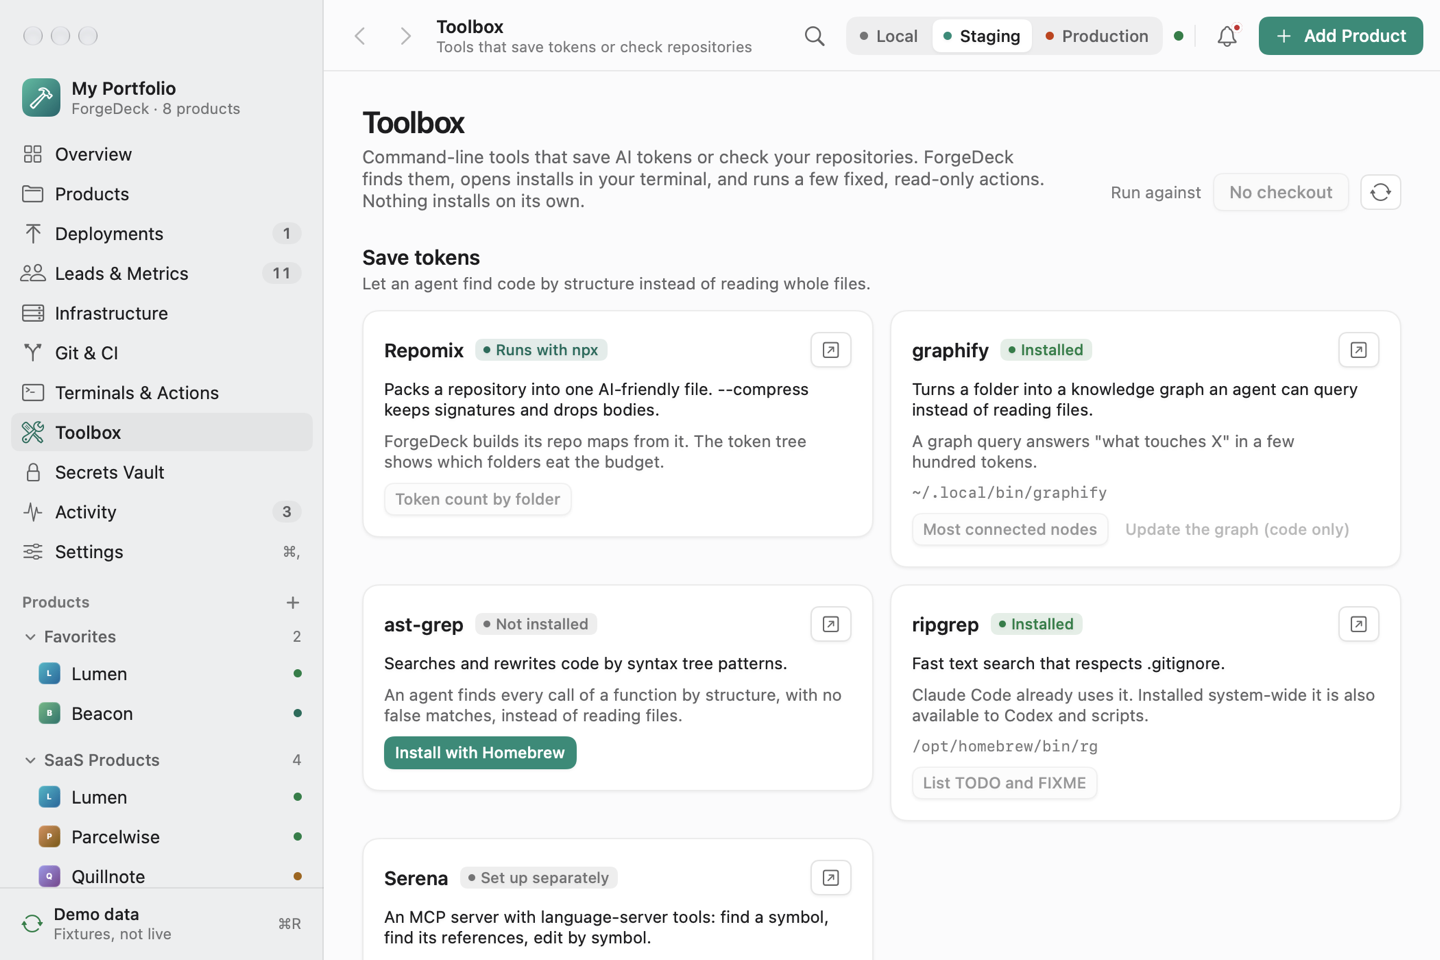 My Portfolio
ForgeDeck · 8 products
Overview
Products
Deployments 1
Leads & Metrics 11
Infrastructure
Git & CI
Terminals & Actions
Toolbox
Secrets Vault
Activity 3
Settings ⌘,
Products +
Favorites 2
L Lumen
B Beacon
SaaS Products 4
L Lumen
P Parcelwise
Q Quillnote
Demo data ⌘R
Fixtures, not live
Toolbox
Tools that save tokens or check repositories
Local Staging Production
+ Add Product
Toolbox
Command-line tools that save AI tokens or check your repositories. ForgeDeck
finds them, opens installs in your terminal, and runs a few fixed, read-only actions.
Nothing installs on its own.
Run against No checkout
Save tokens
Let an agent find code by structure instead of reading whole files.
Repomix Runs with npx
Packs a repository into one AI-friendly file. --compress
keeps signatures and drops bodies.
ForgeDeck builds its repo maps from it. The token tree
shows which folders eat the budget.
Token count by folder
graphify Installed
Turns a folder into a knowledge graph an agent can query
instead of reading files.
A graph query answers "what touches X" in a few
hundred tokens.
~/.local/bin/graphify
Most connected nodes Update the graph (code only)
ast-grep Not installed
Searches and rewrites code by syntax tree patterns.
An agent finds every call of a function by structure, with no
false matches, instead of reading files.
Install with Homebrew
ripgrep Installed
Fast text search that respects .gitignore.
Claude Code already uses it. Installed system-wide it is also
available to Codex and scripts.
/opt/homebrew/bin/rg
List TODO and FIXME
Serena Set up separately
An MCP server with language-server tools: find a symbol,
find its references, edit by symbol.